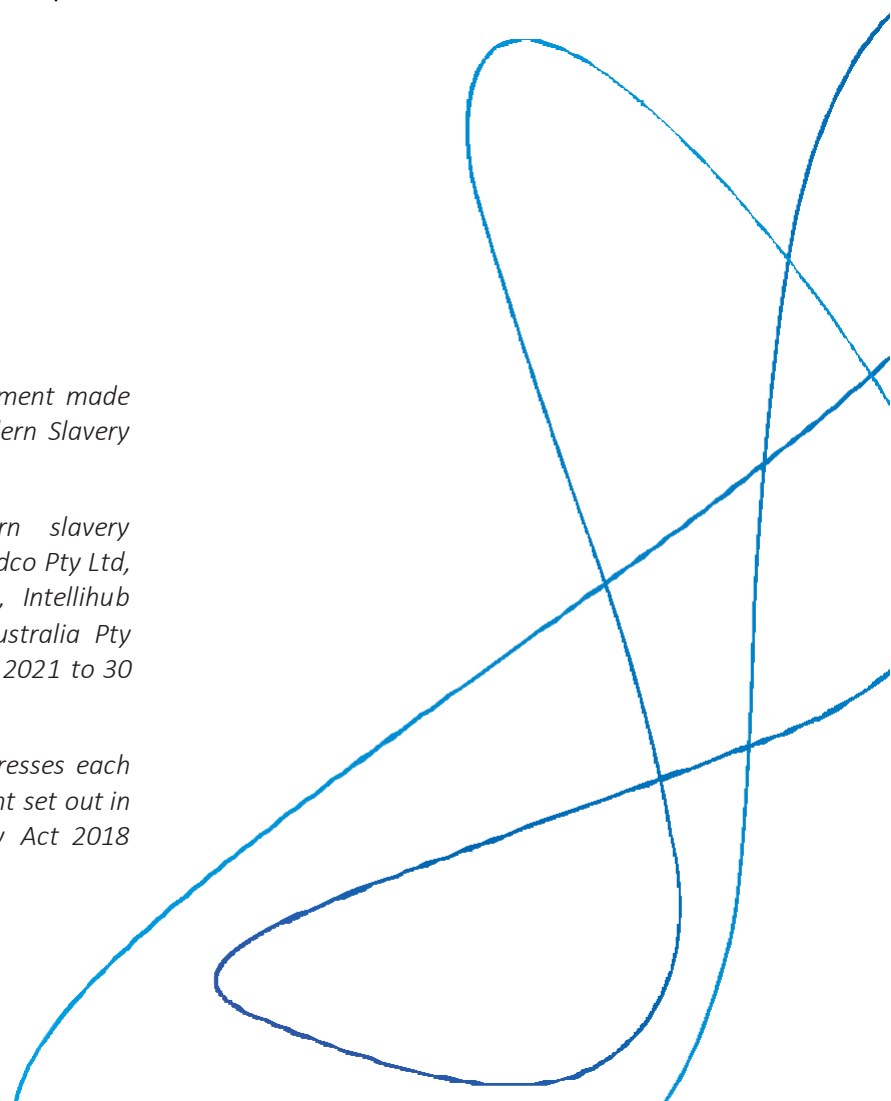 ment made
ern Slavery
rn slavery
dco Pty Ltd,
, Intellihub
ustralia Pty
2021 to 30
resses each
nt set out in
Act 2018